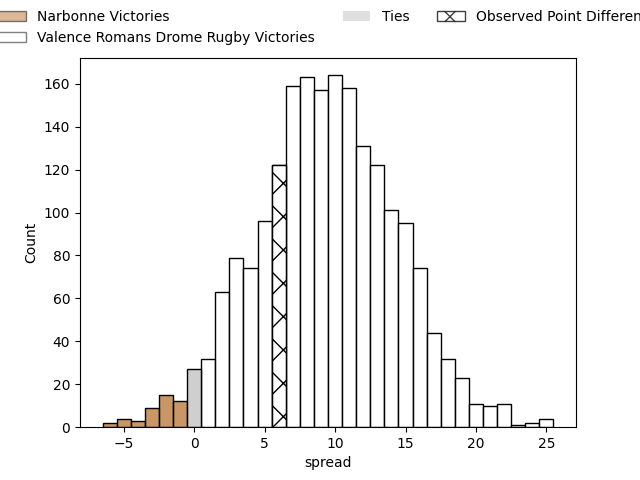 Narbonne Victories
Ties
Observed Point Differen
Valence Romans Drome Rugby Victories
160
140
120
100
80
60
40
20
0
Count
−5
0
5
10
15
20
25
spread